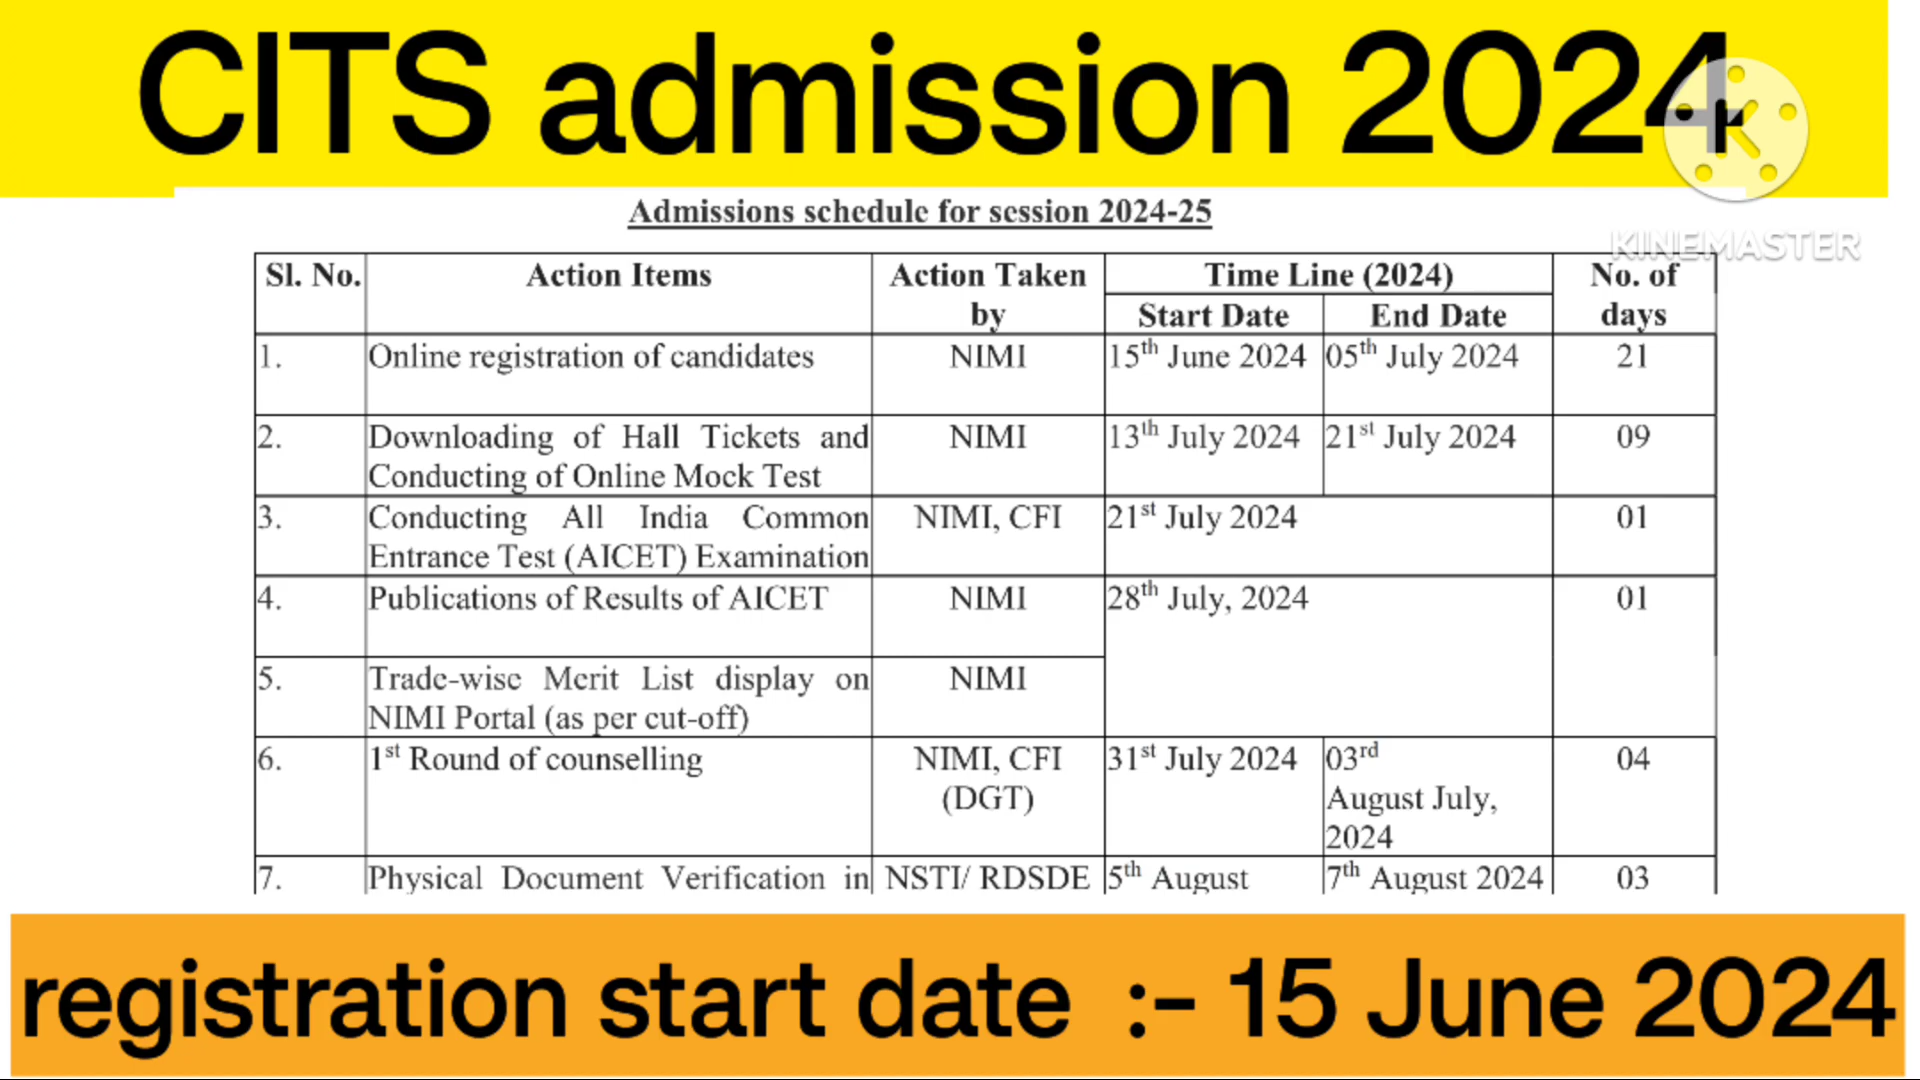 CITS admission 2024
KINEMASTER
Admissions schedule for session 2024-25
Sl. No. Action Items Action Taken by Time Line (2024) No. of days
Start Date End Date
1. Online registration of candidates NIMI 15th June 2024 05th July 2024 21
2. Downloading of Hall Tickets and NIMI 13th July 2024 21st July 2024 09
Conducting of Online Mock Test
3. Conducting All India Common NIMI, CFI 21st July 2024 01
Entrance Test (AICET) Examination
4. Publications of Results of AICET NIMI 28th July, 2024 01
5. Trade-wise Merit List display on NIMI
NIMI Portal (as per cut-off)
6. 1st Round of counselling NIMI, CFI 31st July 2024 03rd 04
(DGT) August July,
2024
7. Physical Document Verification in NSTI/ RDSDE 5th August 7th August 2024 03
registration start date :- 15 June 2024